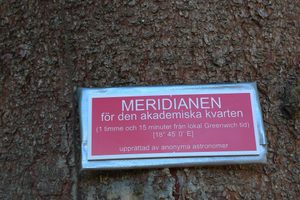 MERIDIANEN
för den akademiska kvarten
(1 timme och 15 minuter från lokal Greenwich tid)
[18° 45´0´´E]
upprättad av anonyma astronomer